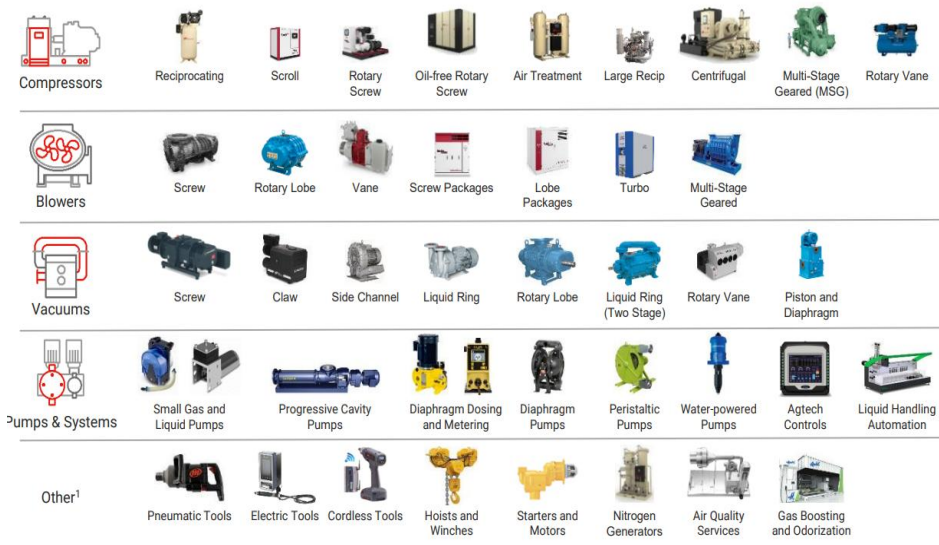 Compressors
Reciprocating
Scroll
Rotary
Screw
Oil-free Rotary
Screw
Air Treatment
Large Recip
Centrifugal
Multi-Stage
Geared (MSG)
Rotary Vane
Blowers
Screw
Rotary Lobe
Vane
Screw Packages
Lobe
Packages
Turbo
Multi-Stage
Geared
Vacuums
Screw
Claw
Side Channel
Liquid Ring
Rotary Lobe
Liquid Ring
(Two Stage)
Rotary Vane
Piston and
Diaphragm
Pumps & Systems
Small Gas and
Liquid Pumps
Progressive Cavity
Pumps
Diaphragm Dosing
and Metering
Diaphragm
Pumps
Peristaltic
Pumps
Water-powered
Pumps
Agtech
Controls
Liquid Handling
Automation
Other¹
Pneumatic Tools
Electric Tools
Cordless Tools
Hoists and
Winches
Starters and
Motors
Nitrogen
Generators
Air Quality
Services
Gas Boosting
and Odorization